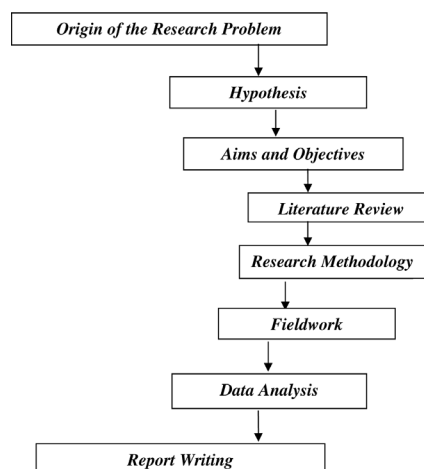 Origin of the Research Problem
Hypothesis
Aims and Objectives
Literature Review
Research Methodology
Fieldwork
Data Analysis
Report Writing